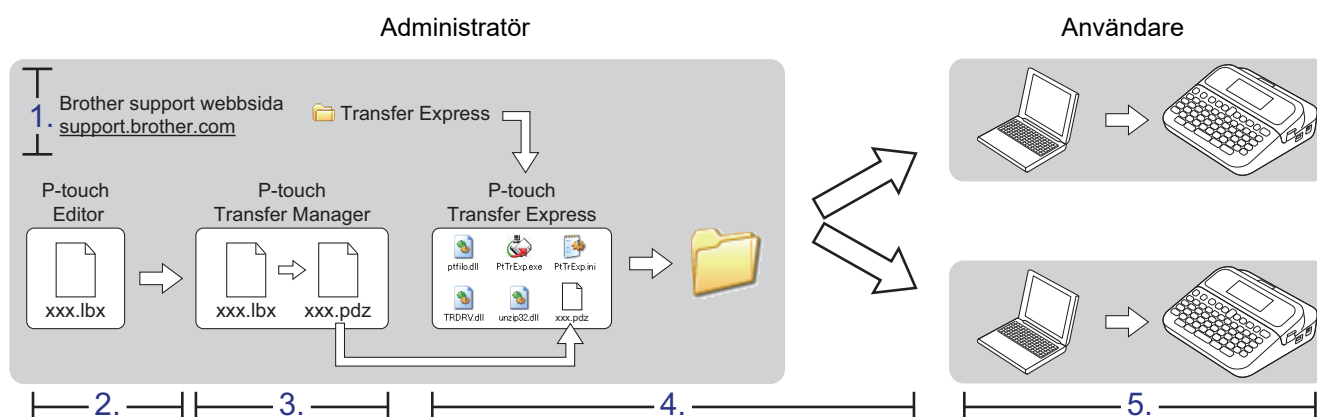 Administratör
Användare
1.
Brother support webbsida
support.brother.com
Transfer Express
P-touch
Editor
xxx.lbx
P-touch
Transfer Manager
xxx.lbx
xxx.pdz
P-touch
Transfer Express
ptfilo.dll
PtTrExp.exe
PtTrExp.ini
TRDRV.dll
unzip32.dll
xxx.pdz
2.
3.
4.
5.